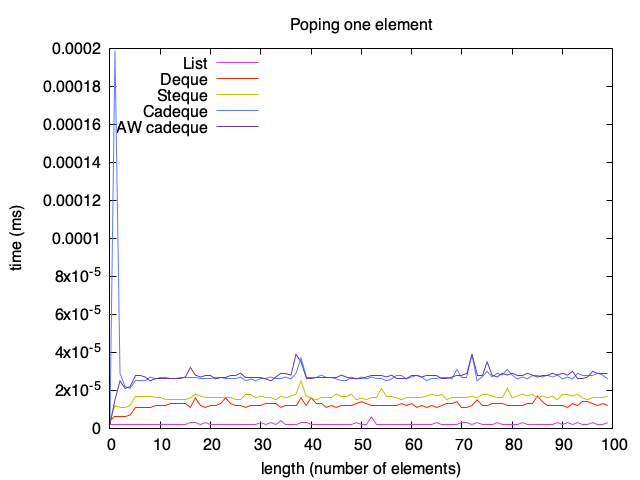 Poping one element
0.0002
0.00018
0.00016
0.00014
0.00012
0.0001
8x10-5
6x10-5
4x10-5
2x10-5
0
time (ms)
List
Deque
Steque
Cadeque
AW cadeque
0 10 20 30 40 50 60 70 80 90 100
length (number of elements)